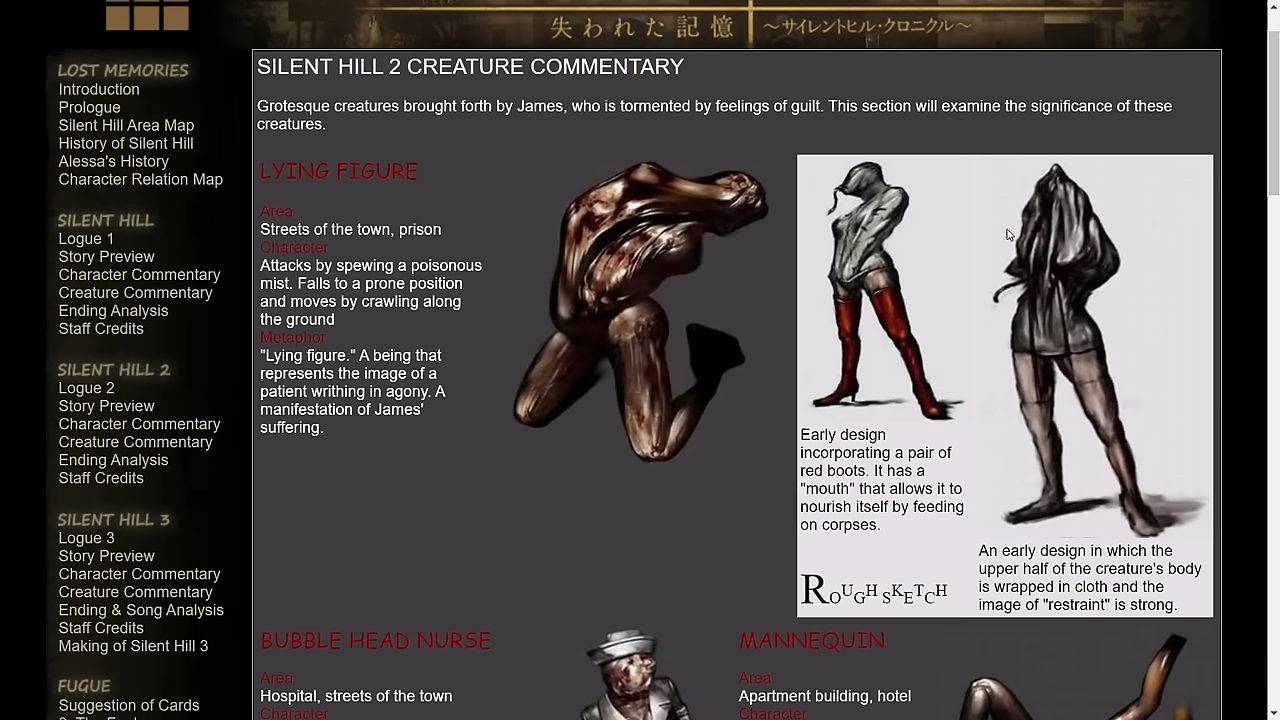 失われた記憶 ～サイレントヒル・クロニクル～
LOST MEMORIES
Introduction
Prologue
Silent Hill Area Map
History of Silent Hill
Alessa's History
Character Relation Map
SILENT HILL
Logue 1
Story Preview
Character Commentary
Creature Commentary
Ending Analysis
Staff Credits
SILENT HILL 2
Logue 2
Story Preview
Character Commentary
Creature Commentary
Ending Analysis
Staff Credits
SILENT HILL 3
Logue 3
Story Preview
Character Commentary
Creature Commentary
Ending & Song Analysis
Staff Credits
Making of Silent Hill 3
FUGUE
Suggestion of Cards
SILENT HILL 2 CREATURE COMMENTARY
Grotesque creatures brought forth by James, who is tormented by feelings of guilt. This section will examine the significance of these
creatures.
LYING FIGURE
Area
Streets of the town, prison
Character
Attacks by spewing a poisonous
mist. Falls to a prone position
and moves by crawling along
the ground
Metaphor
"Lying figure." A being that
represents the image of a
patient writhing in agony. A
manifestation of James'
suffering.
Early design
incorporating a pair of
red boots. It has a
"mouth" that allows it to
nourish itself by feeding
on corpses.
ROUGH SKETCH
An early design in which the
upper half of the creature's body
is wrapped in cloth and the
image of "restraint" is strong.
BUBBLE HEAD NURSE
Area
Hospital, streets of the town
Character
MANNEQUIN
Area
Apartment building, hotel
Character